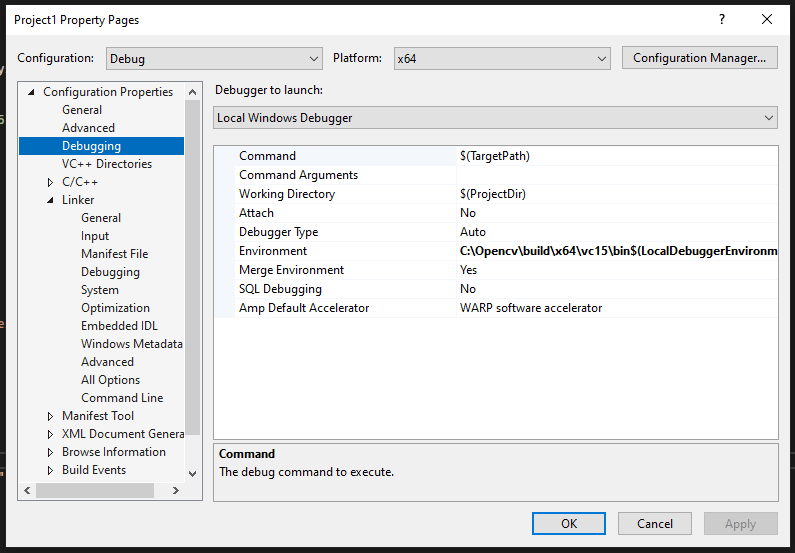 Project1 Property Pages
?
Configuration: Debug Platform: x64 Configuration Manager...
Configuration Properties
General
Advanced
Debugging
VC++ Directories
C/C++
Linker
General
Input
Manifest File
Debugging
System
Optimization
Embedded IDL
Windows Metadata
Advanced
All Options
Command Line
Manifest Tool
XML Document Genera
Browse Information
Build Events
Debugger to launch:
Local Windows Debugger
Command $(TargetPath)
Command Arguments
Working Directory $(ProjectDir)
Attach No
Debugger Type Auto
Environment C:\Opencv\build\x64\vc15\bin$(LocalDebuggerEnvironm
Merge Environment Yes
SQL Debugging No
Amp Default Accelerator WARP software accelerator
Command
The debug command to execute.
OK Cancel Apply